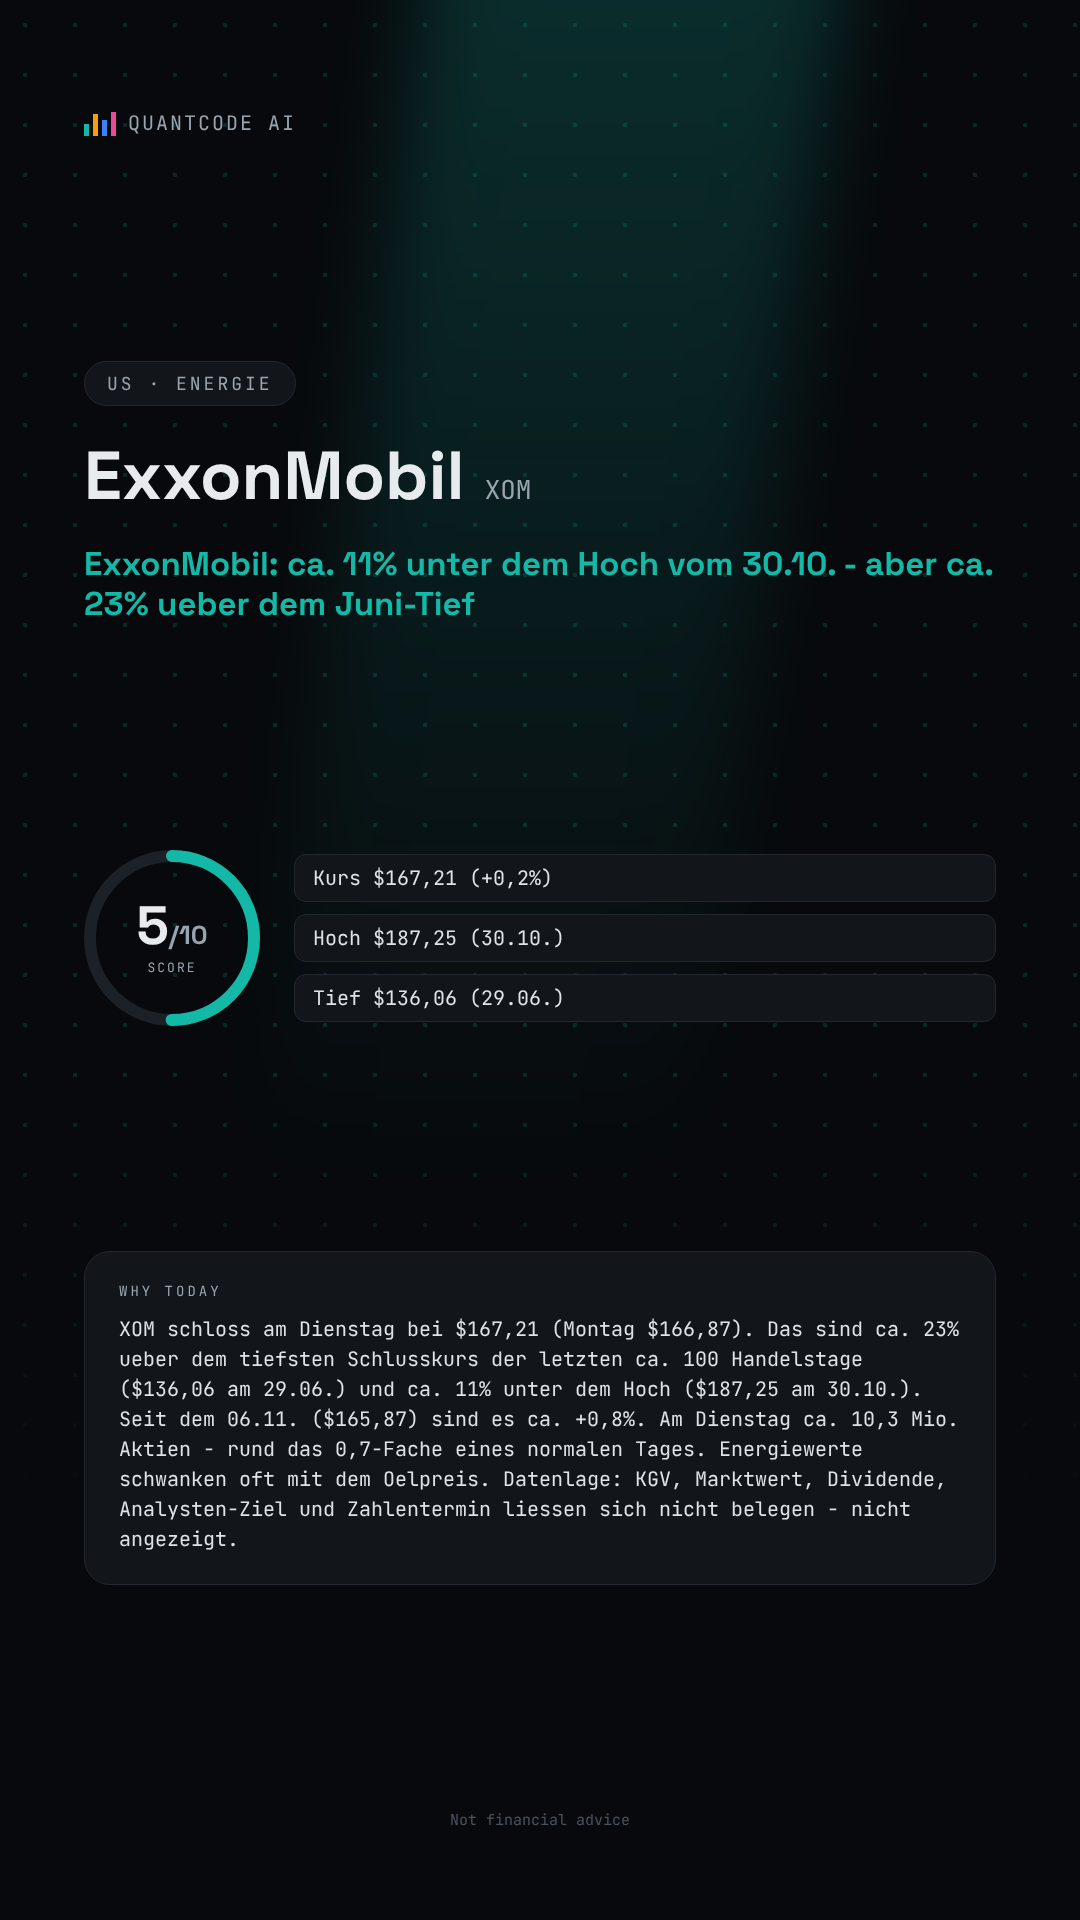 QUANTCODE AI
US · ENERGIE
ExxonMobil XOM
ExxonMobil: ca. 11% unter dem Hoch vom 30.10. - aber ca.
23% ueber dem Juni-Tief
5/10
SCORE
Kurs $167,21 (+0,2%)
Hoch $187,25 (30.10.)
Tief $136,06 (29.06.)
WHY TODAY
XOM schloss am Dienstag bei $167,21 (Montag $166,87). Das sind ca. 23%
ueber dem tiefsten Schlusskurs der letzten ca. 100 Handelstage
($136,06 am 29.06.) und ca. 11% unter dem Hoch ($187,25 am 30.10.).
Seit dem 06.11. ($165,87) sind es ca. +0,8%. Am Dienstag ca. 10,3 Mio.
Aktien - rund das 0,7-Fache eines normalen Tages. Energiewerte
schwanken oft mit dem Oelpreis. Datenlage: KGV, Marktwert, Dividende,
Analysten-Ziel und Zahlentermin liessen sich nicht belegen - nicht
angezeigt.
Not financial advice